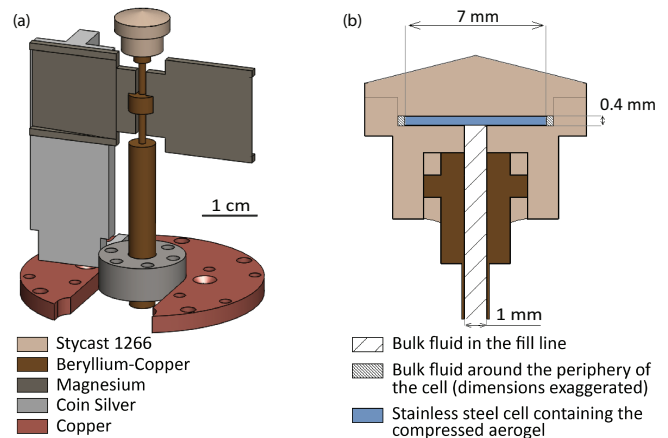 (a)
1 cm
Stycast 1266
Beryllium-Copper
Magnesium
Coin Silver
Copper
(b)
7 mm
0.4 mm
1 mm
Bulk fluid in the fill line
Bulk fluid around the periphery of
the cell (dimensions exaggerated)
Stainless steel cell containing the
compressed aerogel